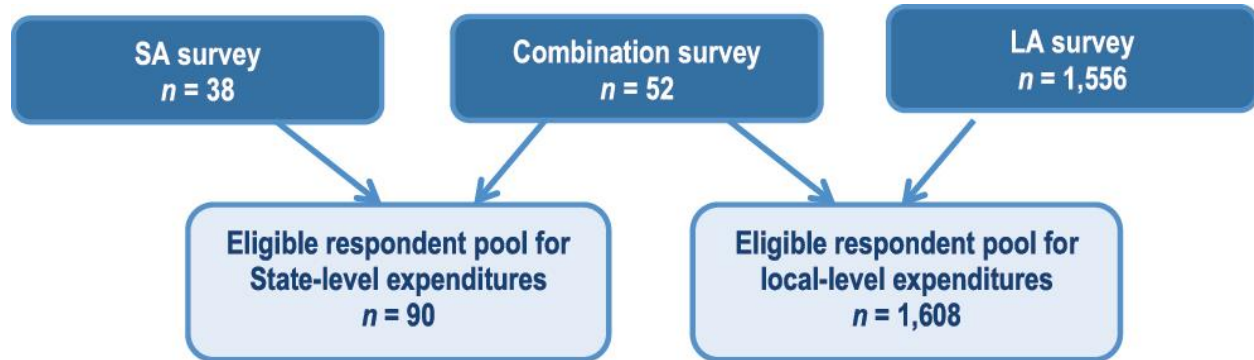 SA survey
n = 38
Combination survey
n = 52
LA survey
n = 1,556
Eligible respondent pool for
State-level expenditures
n = 90
Eligible respondent pool for
local-level expenditures
n = 1,608